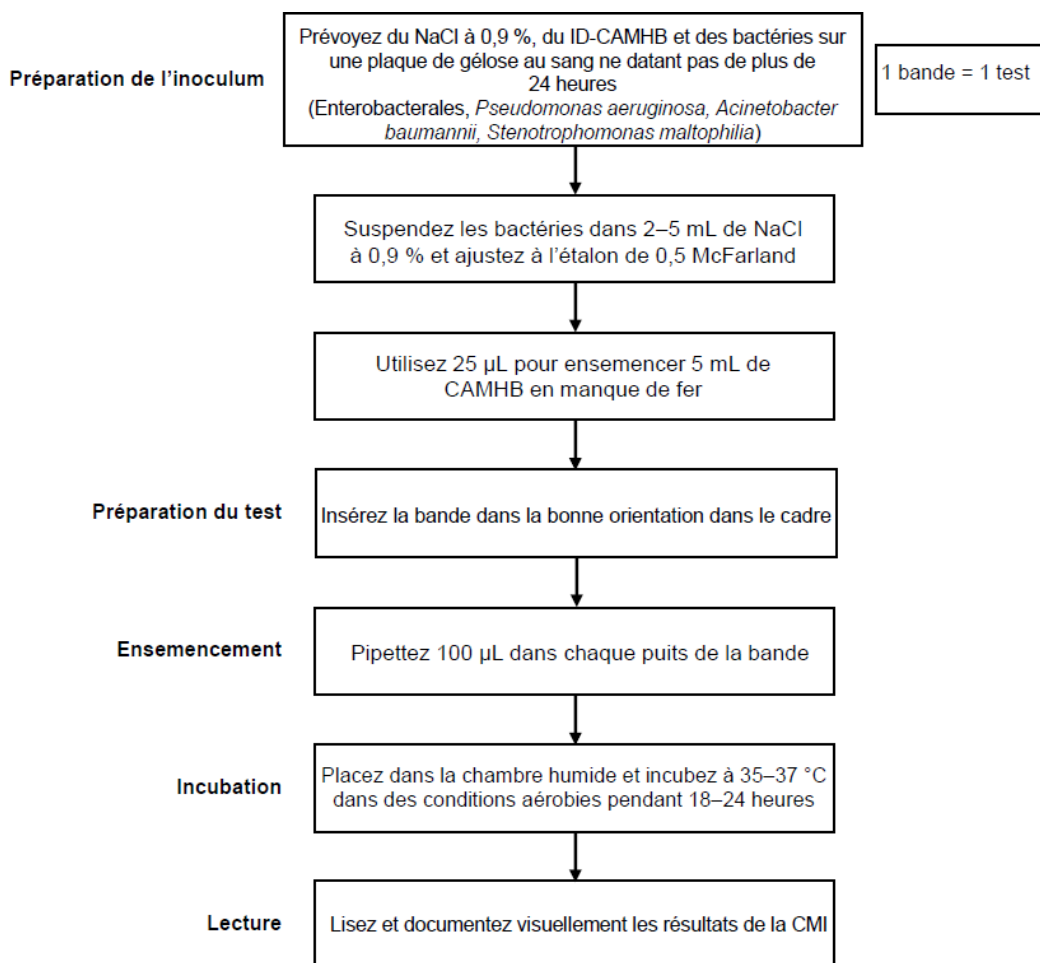 Préparation de l’inoculum
Prévoyez du NaCl à 0,9 %, du ID-CAMHB et des bactéries sur
une plaque de gélose au sang ne datant pas de plus de
24 heures
(Enterobacterales, Pseudomonas aeruginosa, Acinetobacter
baumannii, Stenotrophomonas maltophilia)
1 bande = 1 test
Suspendez les bactéries dans 2–5 mL de NaCl
à 0,9 % et ajustez à l’étalon de 0,5 McFarland
Utilisez 25 µL pour ensemencer 5 mL de
CAMHB en manque de fer
Préparation du test
Insérez la bande dans la bonne orientation dans le cadre
Ensemencement
Pipettez 100 µL dans chaque puits de la bande
Incubation
Placez dans la chambre humide et incubez à 35–37 °C
dans des conditions aérobies pendant 18–24 heures
Lecture
Lisez et documentez visuellement les résultats de la CMI